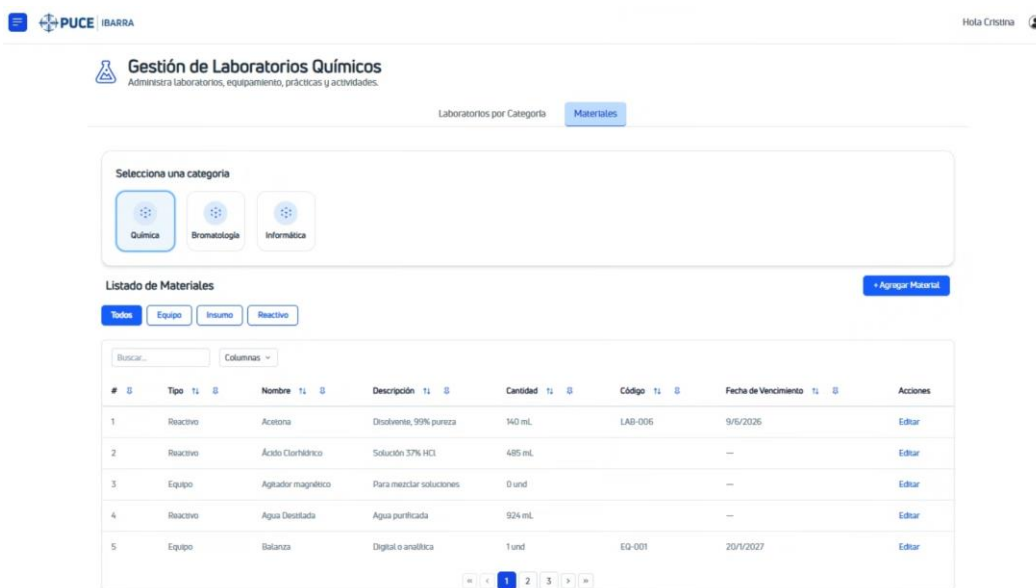 PUCE IBARRA
Hola Cristina
Gestión de Laboratorios Químicos
Administra laboratorios, equipamiento, prácticas y actividades.
Laboratorios por Categoría Materiales
Selecciona una categoria
Química Bromatología Informática
Listado de Materiales
+ Agregar Material
Todos Equipo Insumo Reactivo
Buscar... Columnas
# Tipo Nombre Descripción Cantidad Código Fecha de Vencimiento Acciones
1 Reactivo Acetona Disolvente, 99% pureza 140 mL LAB-006 9/6/2026 Editar
2 Reactivo Ácido Clorhídrico Solución 37% HCl 485 mL — Editar
3 Equipo Agitador magnético Para mezclar soluciones 0 und — Editar
4 Reactivo Agua Destilada Agua purificada 924 mL — Editar
5 Equipo Balanza Digital o analítica 1 und EQ-001 20/1/2027 Editar
« ‹ 1 2 3 › »